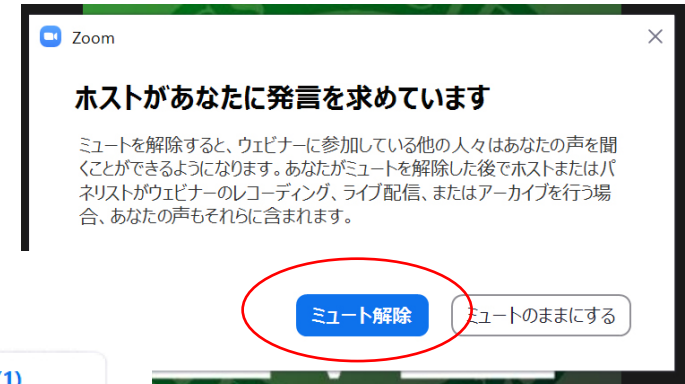 Zoom
ホストがあなたに発言を求めています
ミュートを解除すると、ウェビナーに参加している他の人々はあなたの声を聞
くことができるようになります。あなたがミュートを解除した後でホストまたはパ
ネリストがウェビナーのレコーディング、ライブ配信、またはアーカイブを行う場
合、あなたの声もそれらに含まれます。
ミュート解除
ミュートのままにする
(1)